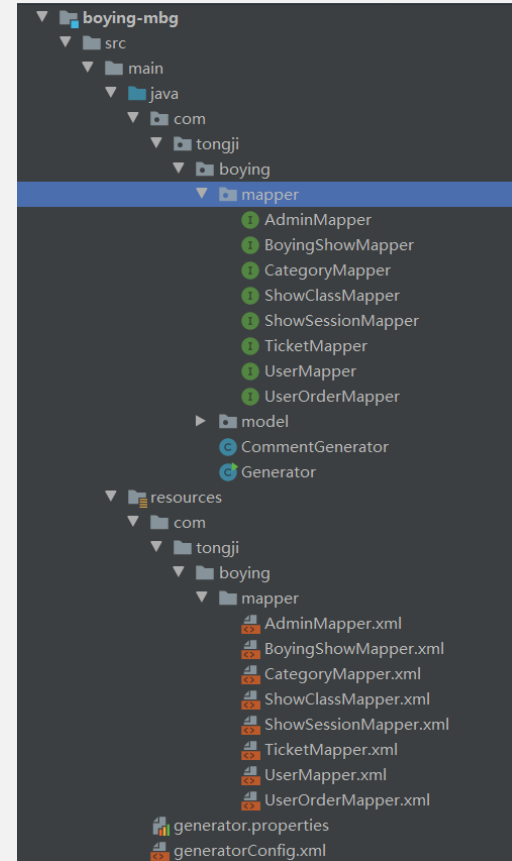 boying-mbg
src
main
java
com
tongji
boying
mapper
AdminMapper
BoyingShowMapper
CategoryMapper
ShowClassMapper
ShowSessionMapper
TicketMapper
UserMapper
UserOrderMapper
model
CommentGenerator
Generator
resources
com
tongji
boying
mapper
AdminMapper.xml
BoyingShowMapper.xml
CategoryMapper.xml
ShowClassMapper.xml
ShowSessionMapper.xml
TicketMapper.xml
UserMapper.xml
UserOrderMapper.xml
generator.properties
generatorConfig.xml